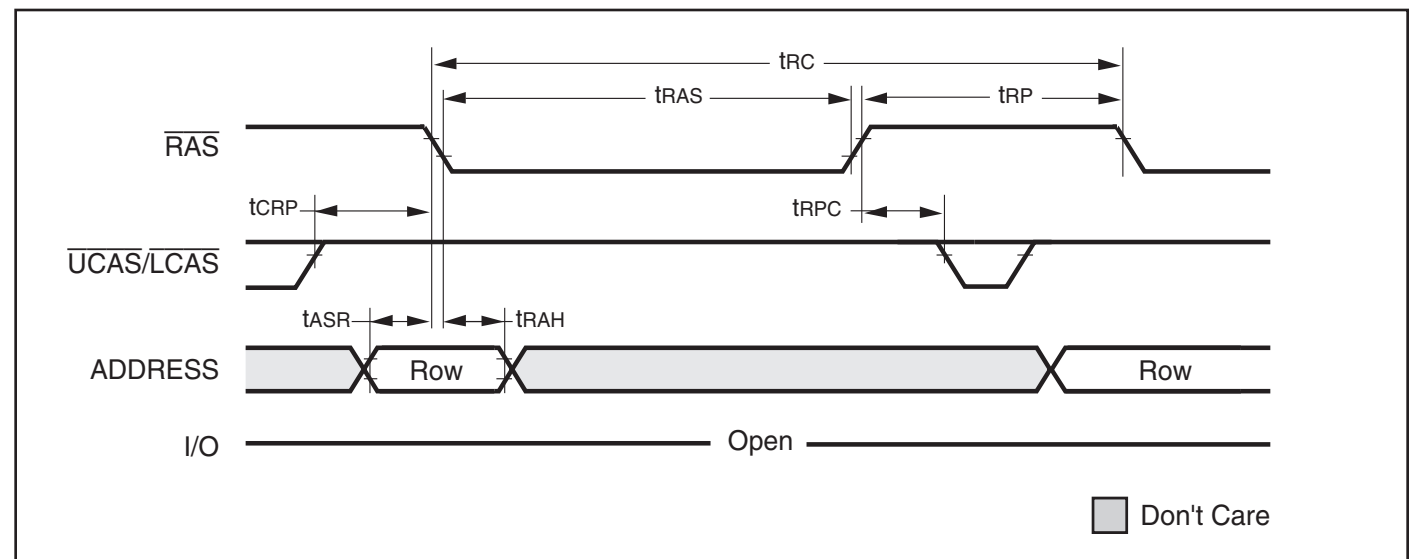 tRC
tRAS
tRP
RAS
tCRP
tRPC
UCAS/LCAS
tASR
tRAH
ADDRESS
Row
Row
I/O
Open
Don't Care